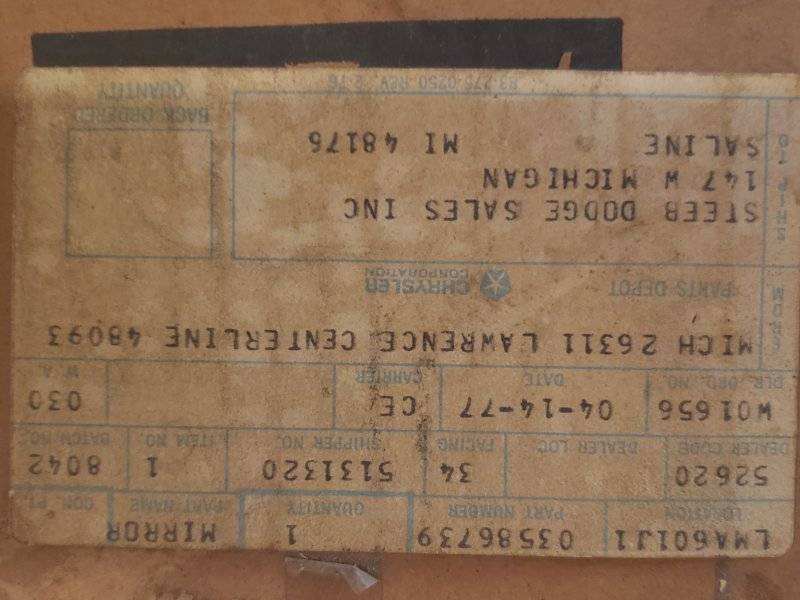 LMA601J1 03586739 1 MIRROR
LOCATION PART NUMBER QUANTITY PART NAME CON. PT.
52620 34 5131320 1 8042
DEALER CODE DEALER LOC FACING SHIPPER NO. ITEM NO. BATCH NO.
W01656 04-14-77 CE 030
DLR. ORD. NO. DATE CARRIER W. A.
MICH 26311 LAWRENCE CENTERLINE 48093
FROM
PARTS DEPOT
CHRYSLER
CORPORATION
SHIP TO
STEEB DODGE SALES INC
147 W MICHIGAN
SALINE MI 48176
BACK ORDERED
QUANTITY
83-275-0250 REV. 2-76